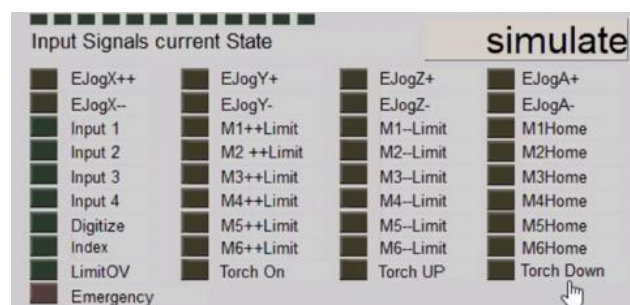 Input Signals current State simulate
EJogX++ EJogY+ EJogZ+ EJogA+
EJogX-- EJogY- EJogZ- EJogA-
Input 1 M1++Limit M1--Limit M1Home
Input 2 M2 ++Limit M2--Limit M2Home
Input 3 M3++Limit M3--Limit M3Home
Input 4 M4++Limit M4--Limit M4Home
Digitize M5++Limit M5--Limit M5Home
Index M6++Limit M6--Limit M6Home
LimitOV Torch On Torch UP Torch Down
Emergency